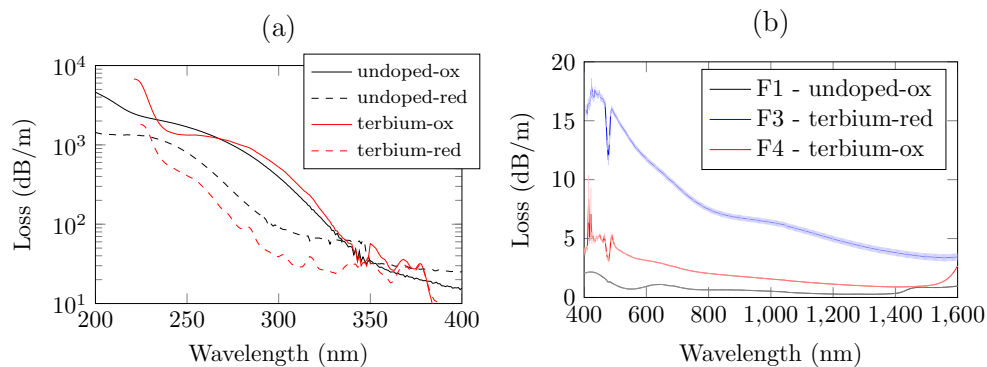 (a)
undoped-ox
undoped-red
terbium-ox
terbium-red
10^4
10^3
10^2
10^1
Loss (dB/m)
200 250 300 350 400
Wavelength (nm)
(b)
F1 - undoped-ox
F3 - terbium-red
F4 - terbium-ox
20
15
10
5
0
Loss (dB/m)
400 600 800 1,000 1,200 1,400 1,600
Wavelength (nm)